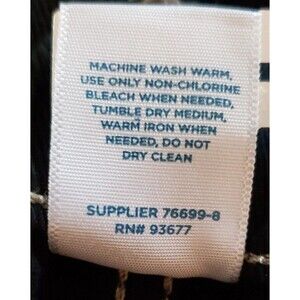 MACHINE WASH WARM,
USE ONLY NON-CHLORINE
BLEACH WHEN NEEDED,
TUMBLE DRY MEDIUM,
WARM IRON WHEN
NEEDED, DO NOT
DRY CLEAN
SUPPLIER 76699-8
RN# 93677